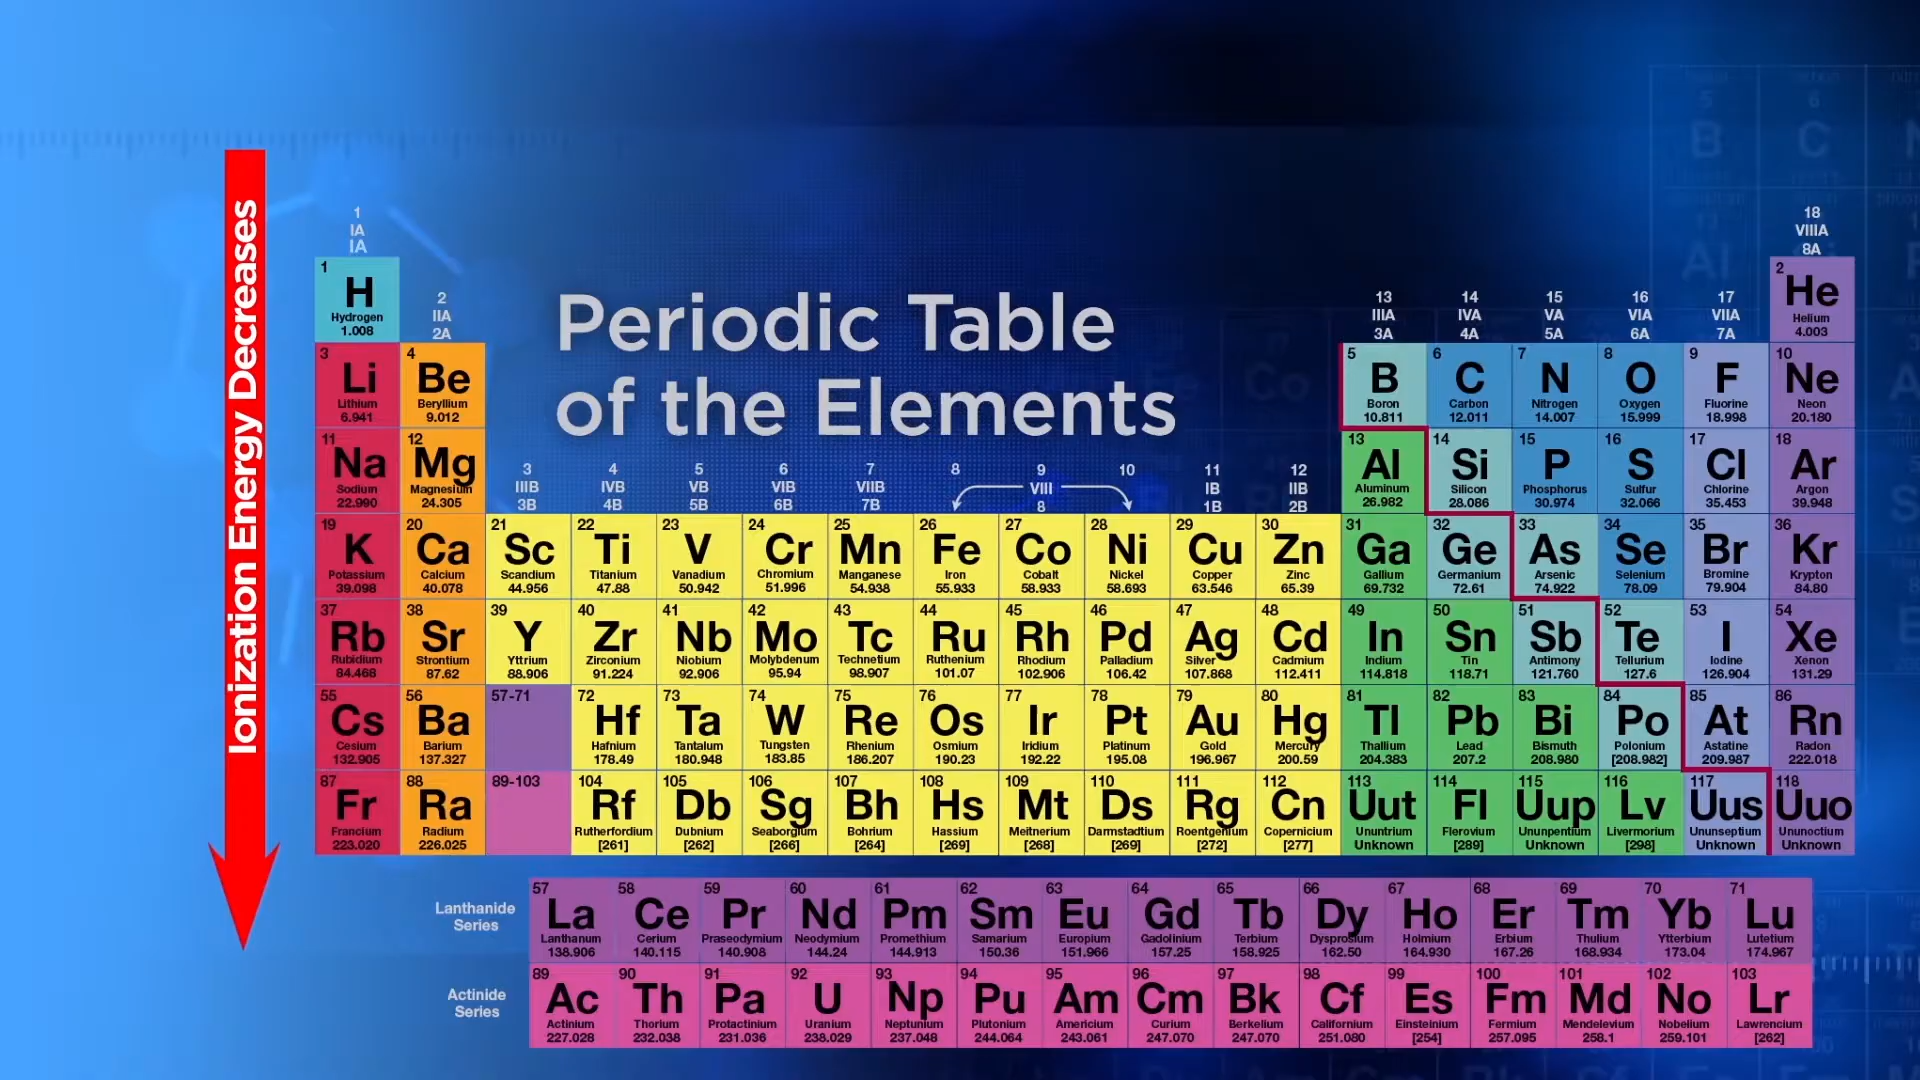 Ionization Energy Decreases
Periodic Table
of the Elements
1
IA
IA
2
IIA
2A
3
IIIB
3B
4
IVB
4B
5
VB
5B
6
VIB
6B
7
VIIB
7B
8
9
10
VIII
8
11
IB
1B
12
IIB
2B
13
IIIA
3A
14
IVA
4A
15
VA
5A
16
VIA
6A
17
VIIA
7A
18
VIIIA
8A
1 H Hydrogen 1.008
2 He Helium 4.003
3 Li Lithium 6.941
4 Be Beryllium 9.012
5 B Boron 10.811
6 C Carbon 12.011
7 N Nitrogen 14.007
8 O Oxygen 15.999
9 F Fluorine 18.998
10 Ne Neon 20.180
11 Na Sodium 22.990
12 Mg Magnesium 24.305
13 Al Aluminum 26.982
14 Si Silicon 28.086
15 P Phosphorus 30.974
16 S Sulfur 32.066
17 Cl Chlorine 35.453
18 Ar Argon 39.948
19 K Potassium 39.098
20 Ca Calcium 40.078
21 Sc Scandium 44.956
22 Ti Titanium 47.88
23 V Vanadium 50.942
24 Cr Chromium 51.996
25 Mn Manganese 54.938
26 Fe Iron 55.933
27 Co Cobalt 58.933
28 Ni Nickel 58.693
29 Cu Copper 63.546
30 Zn Zinc 65.39
31 Ga Gallium 69.732
32 Ge Germanium 72.61
33 As Arsenic 74.922
34 Se Selenium 78.09
35 Br Bromine 79.904
36 Kr Krypton 84.80
37 Rb Rubidium 84.468
38 Sr Strontium 87.62
39 Y Yttrium 88.906
40 Zr Zirconium 91.224
41 Nb Niobium 92.906
42 Mo Molybdenum 95.94
43 Tc Technetium 98.907
44 Ru Ruthenium 101.07
45 Rh Rhodium 102.906
46 Pd Palladium 106.42
47 Ag Silver 107.868
48 Cd Cadmium 112.411
49 In Indium 114.818
50 Sn Tin 118.71
51 Sb Antimony 121.760
52 Te Tellurium 127.6
53 I Iodine 126.904
54 Xe Xenon 131.29
55 Cs Cesium 132.905
56 Ba Barium 137.327
57-71
72 Hf Hafnium 178.49
73 Ta Tantalum 180.948
74 W Tungsten 183.85
75 Re Rhenium 186.207
76 Os Osmium 190.23
77 Ir Iridium 192.22
78 Pt Platinum 195.08
79 Au Gold 196.967
80 Hg Mercury 200.59
81 Tl Thallium 204.383
82 Pb Lead 207.2
83 Bi Bismuth 208.980
84 Po Polonium [208.982]
85 At Astatine 209.987
86 Rn Radon 222.018
87 Fr Francium 223.020
88 Ra Radium 226.025
89-103
104 Rf Rutherfordium [261]
105 Db Dubnium [262]
106 Sg Seaborgium [266]
107 Bh Bohrium [264]
108 Hs Hassium [269]
109 Mt Meitnerium [268]
110 Ds Darmstadtium [269]
111 Rg Roentgenium [272]
112 Cn Copernicium [277]
113 Uut Ununtrium Unknown
114 Fl Flerovium [289]
115 Uup Ununpentium Unknown
116 Lv Livermorium [298]
117 Uus Ununseptium Unknown
118 Uuo Ununoctium Unknown
Lanthanide
Series
57 La Lanthanum 138.906
58 Ce Cerium 140.115
59 Pr Praseodymium 140.908
60 Nd Neodymium 144.24
61 Pm Promethium 144.913
62 Sm Samarium 150.36
63 Eu Europium 151.966
64 Gd Gadolinium 157.25
65 Tb Terbium 158.925
66 Dy Dysprosium 162.50
67 Ho Holmium 164.930
68 Er Erbium 167.26
69 Tm Thulium 168.934
70 Yb Ytterbium 173.04
71 Lu Lutetium 174.967
Actinide
Series
89 Ac Actinium 227.028
90 Th Thorium 232.038
91 Pa Protactinium 231.036
92 U Uranium 238.029
93 Np Neptunium 237.048
94 Pu Plutonium 244.064
95 Am Americium 243.061
96 Cm Curium 247.070
97 Bk Berkelium 247.070
98 Cf Californium 251.080
99 Es Einsteinium [254]
100 Fm Fermium 257.095
101 Md Mendelevium 258.1
102 No Nobelium 259.101
103 Lr Lawrencium [262]